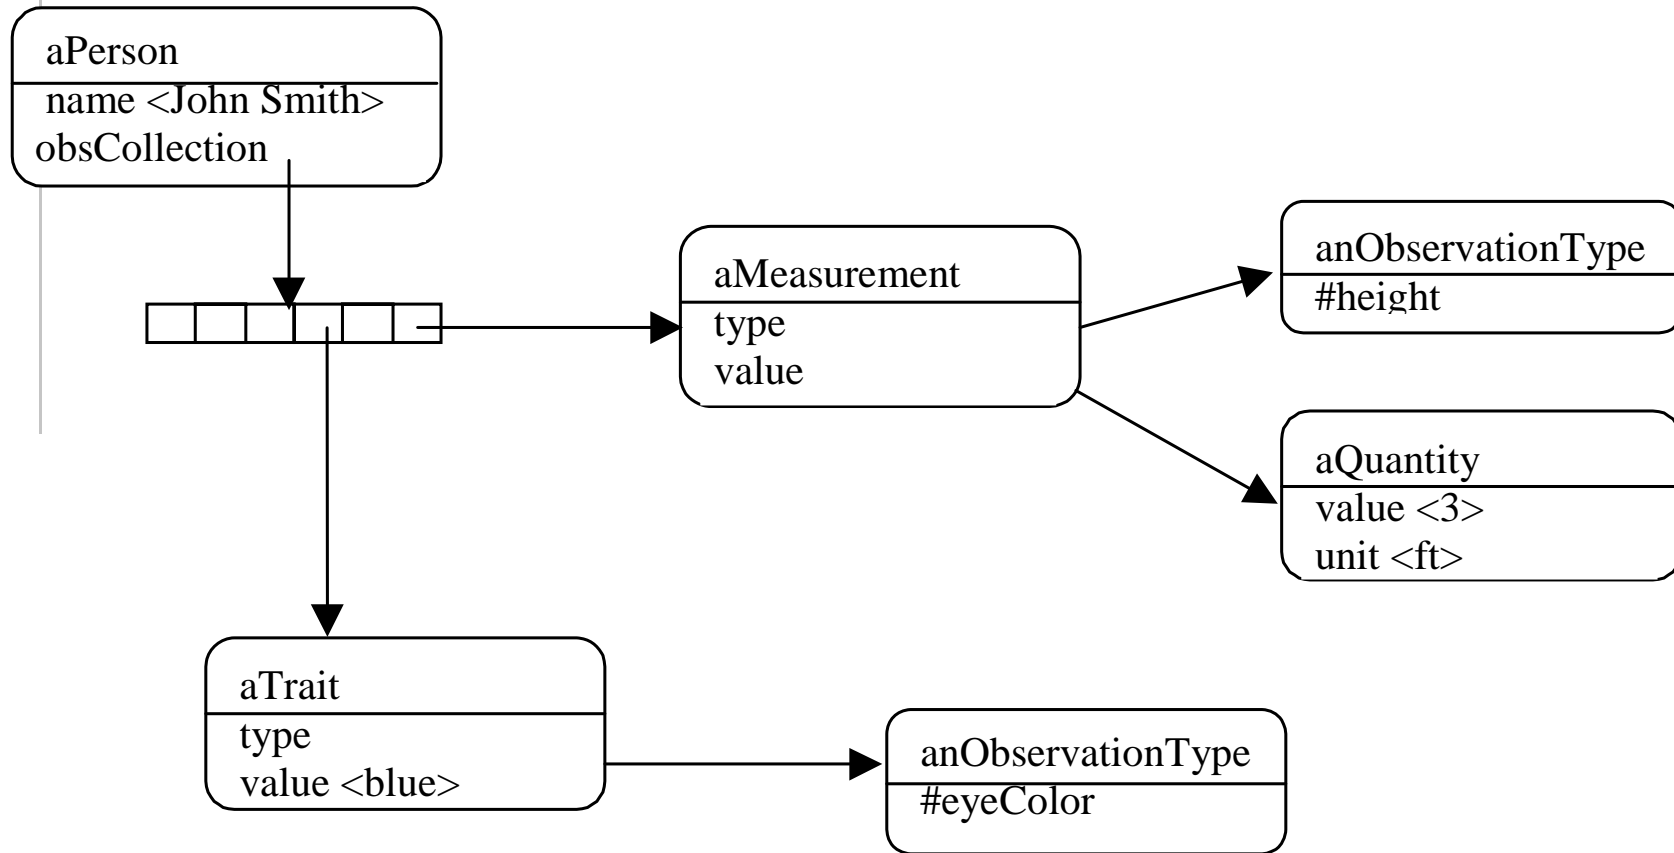 aPerson
name <John Smith>
obsCollection
aMeasurement
type
value
anObservationType
#height
aQuantity
value <3>
unit <ft>
aTrait
type
value <blue>
anObservationType
#eyeColor